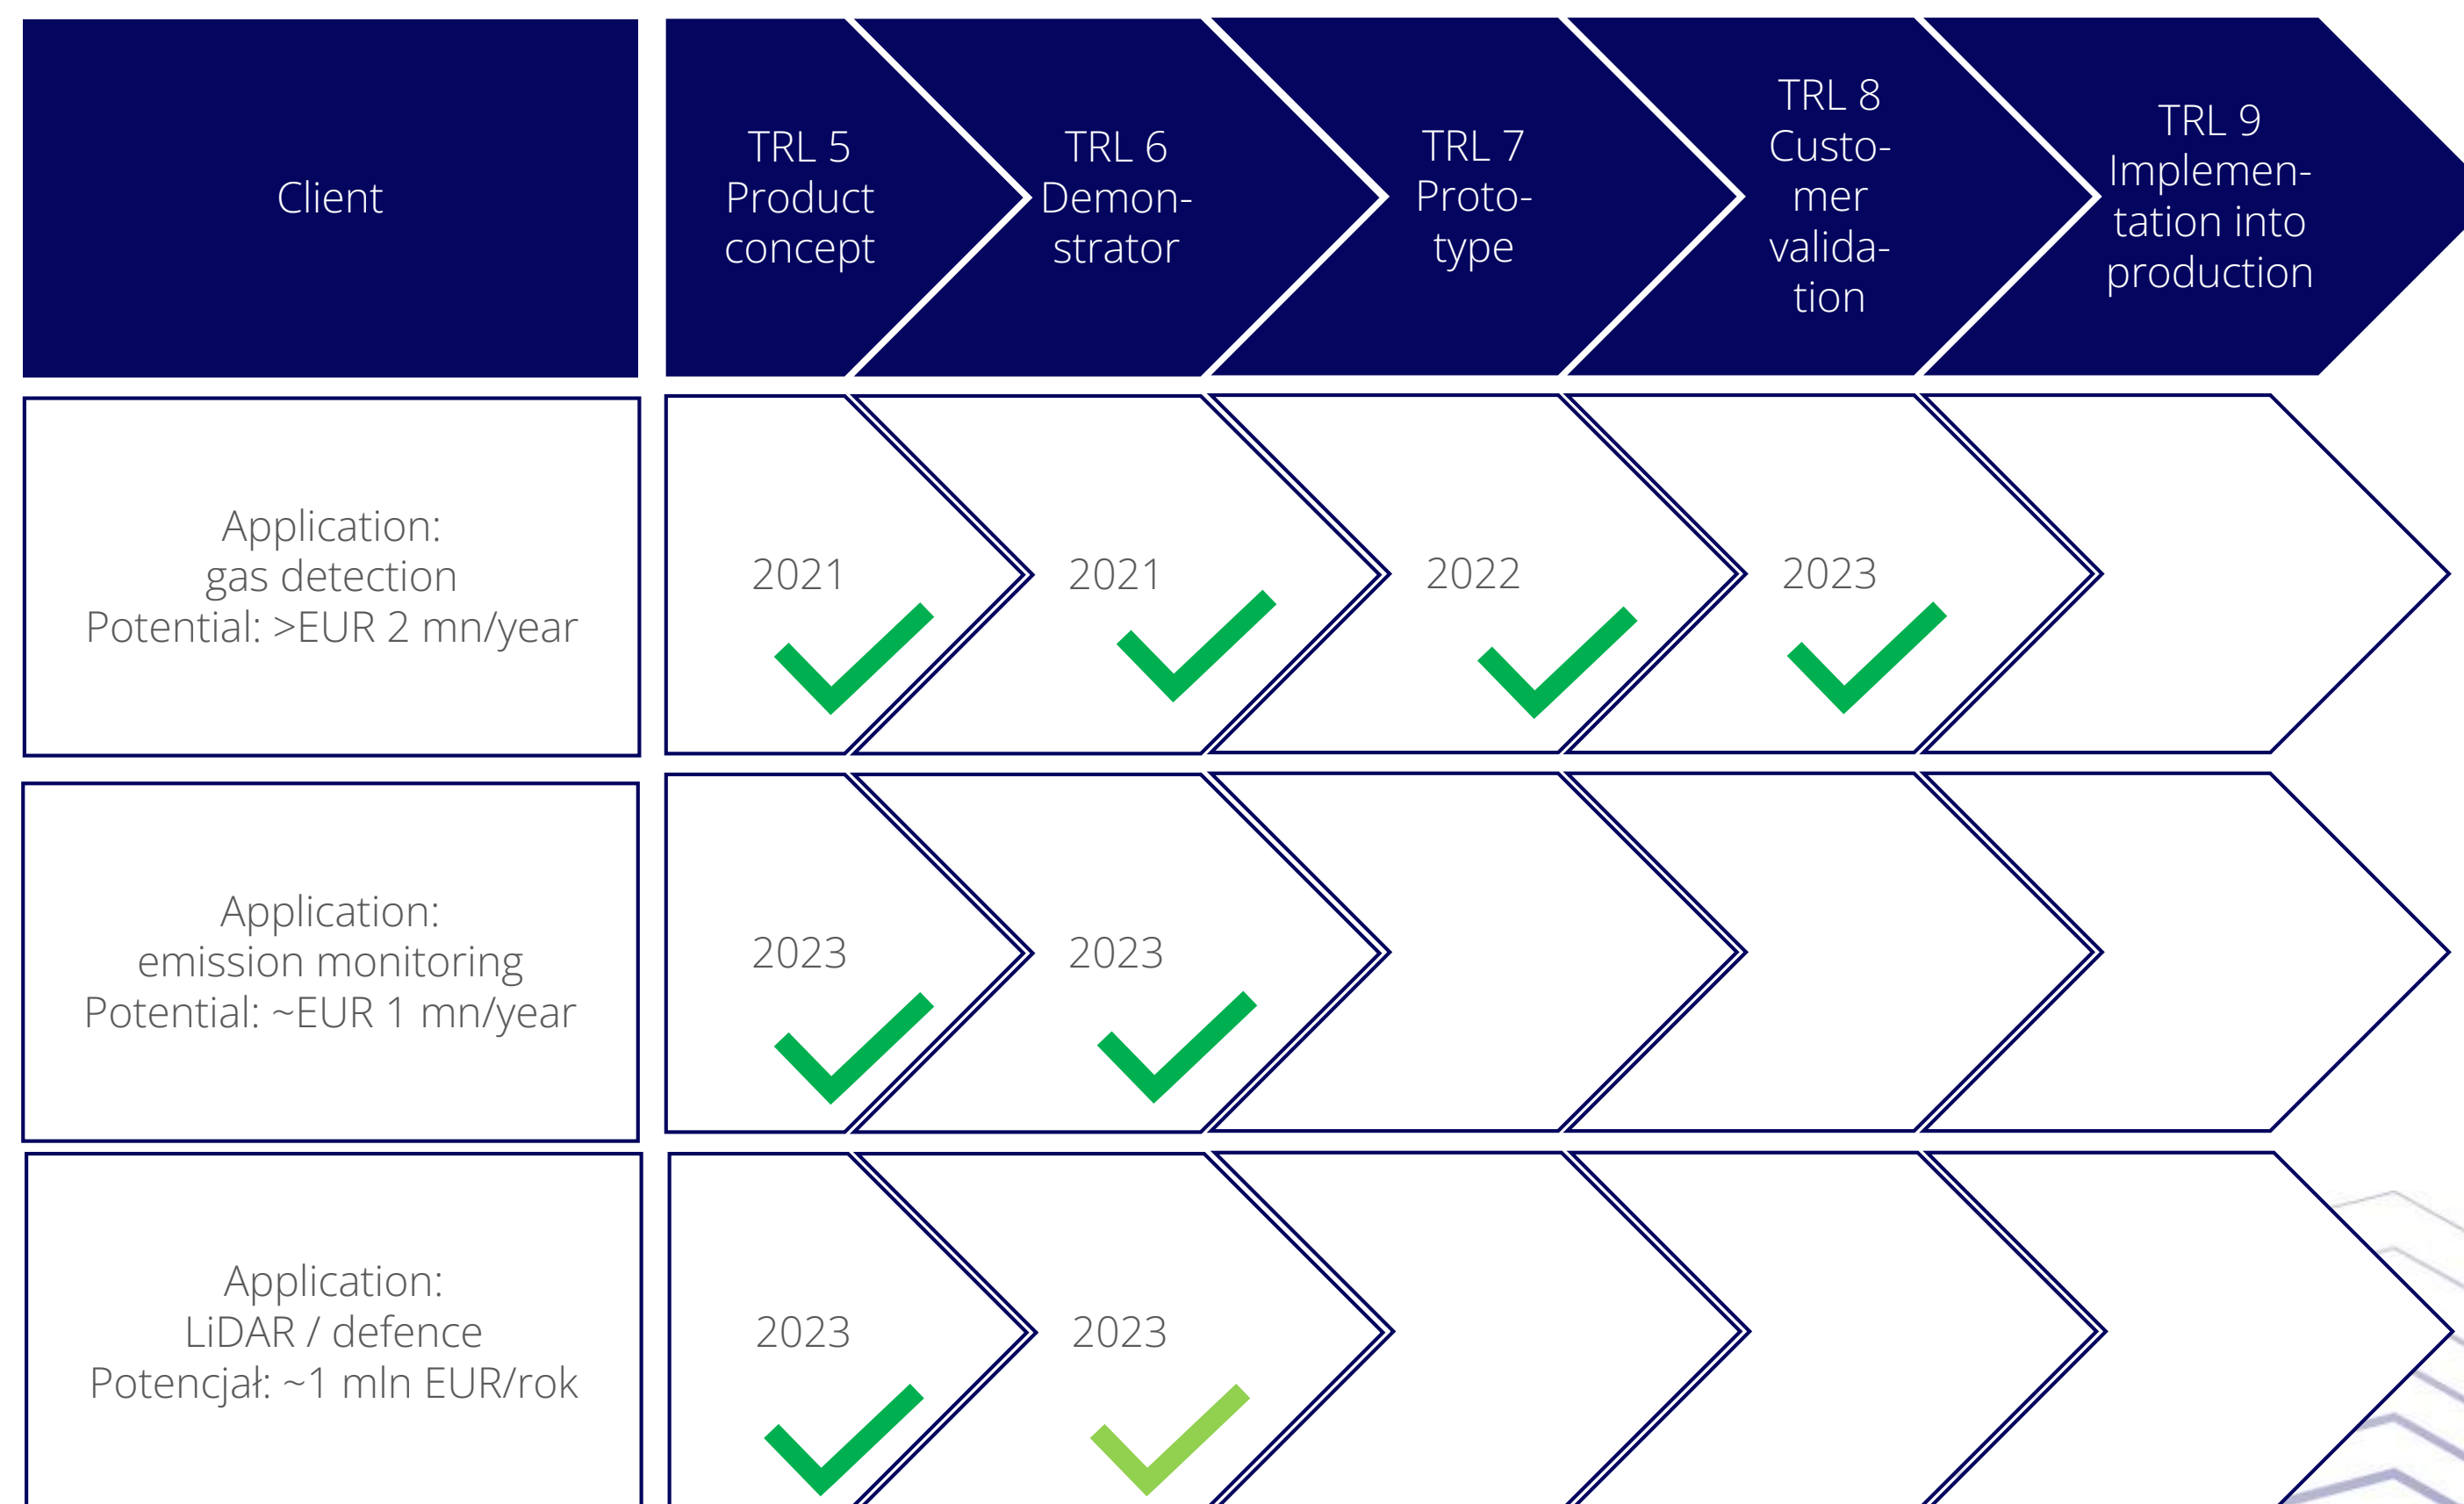 Client
TRL 5
Product
concept
TRL 6
Demon-
strator
TRL 7
Proto-
type
TRL 8
Custo-
mer
valida-
tion
TRL 9
Implemen-
tation into
production
Application:
gas detection
Potential: >EUR 2 mn/year
2021
2021
2022
2023
Application:
emission monitoring
Potential: ~EUR 1 mn/year
2023
2023
Application:
LiDAR / defence
Potencjał: ~1 mln EUR/rok
2023
2023